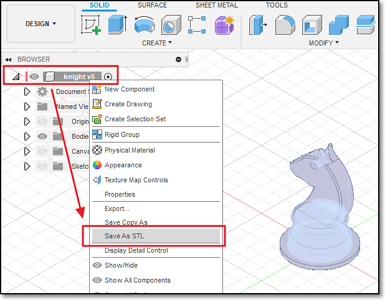 SOLID
SURFACE
SHEET METAL
TOOLS
DESIGN
CREATE
MODIFY
BROWSER
knight v5
Document
Named View
Origi
Bodie
Canva
Sketc
New Component
Create Drawing
Create Selection Set
Rigid Group
Physical Material
Appearance
Texture Map Controls
Properties
Export...
Save Copy As
Save As STL
Display Detail Control
Show/Hide
Show All Components